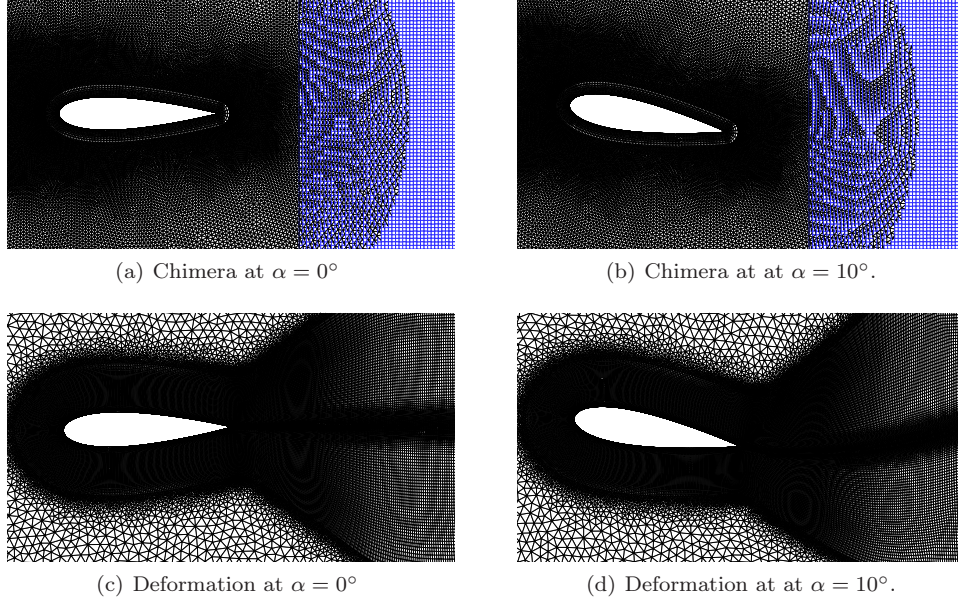 (a) Chimera at α = 0°
(b) Chimera at at α = 10°.
(c) Deformation at α = 0°
(d) Deformation at at α = 10°.